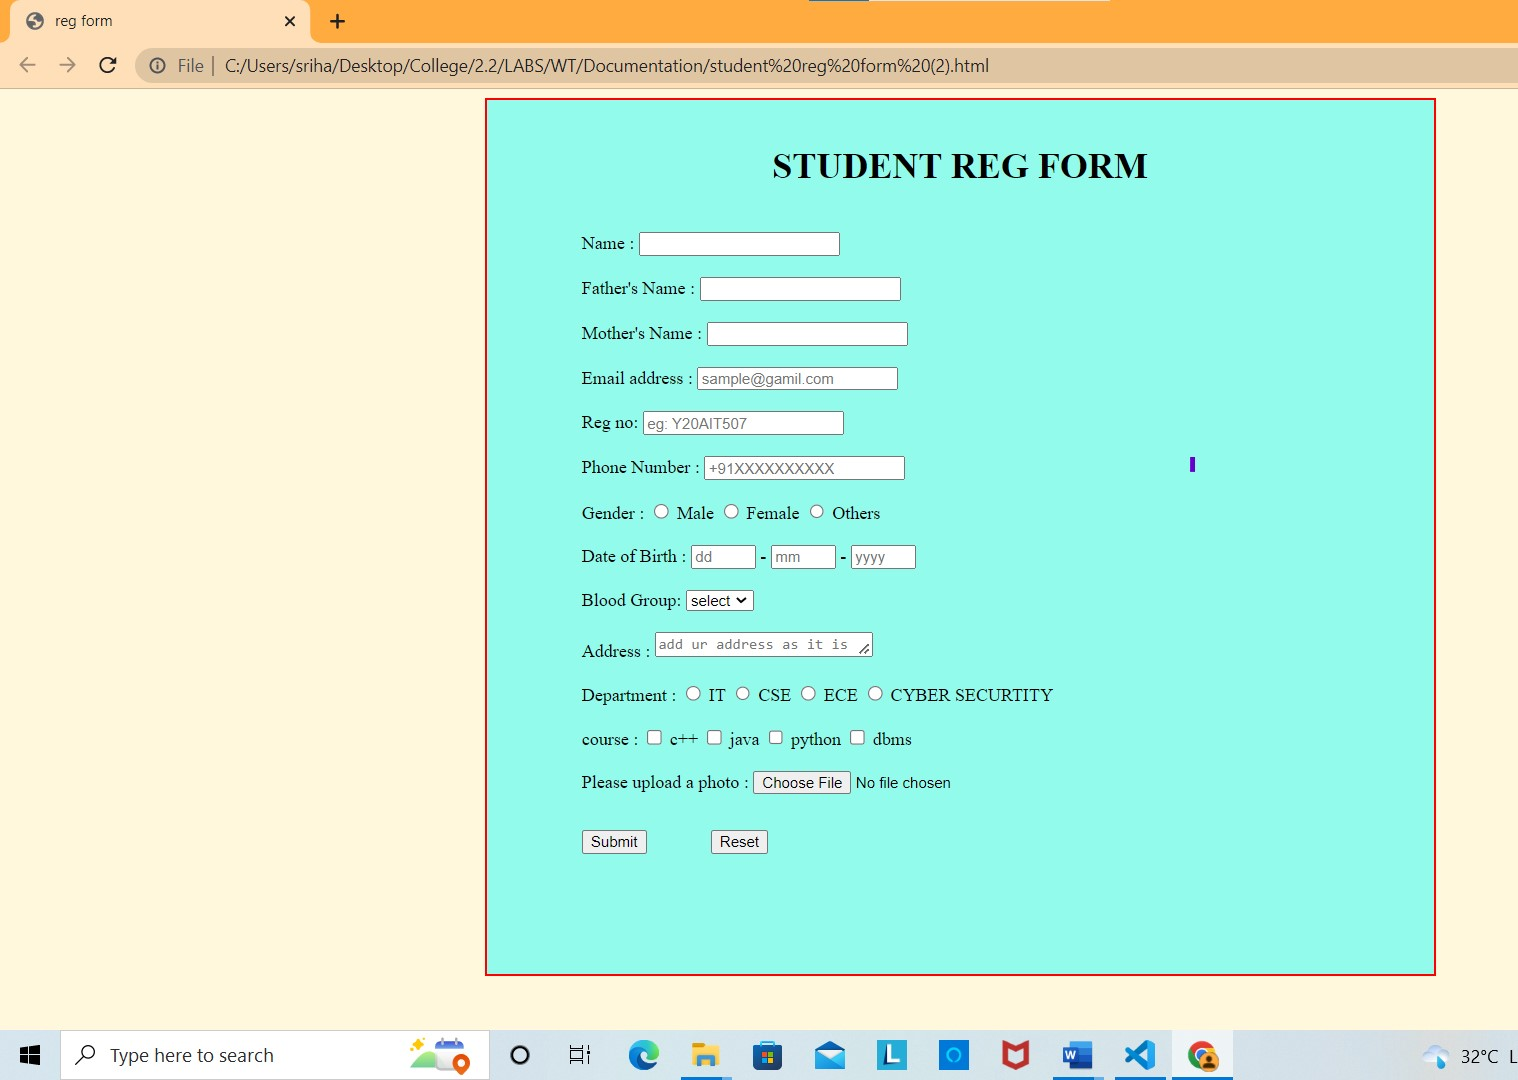 reg form
File | C:/Users/sriha/Desktop/College/2.2/LABS/WT/Documentation/student%20reg%20form%20(2).html
STUDENT REG FORM
Name :
Father's Name :
Mother's Name :
Email address : sample@gamil.com
Reg no: eg: Y20AIT507
Phone Number : +91XXXXXXXXXX
Gender : Male Female Others
Date of Birth : dd - mm - yyyy
Blood Group: select
Address : add ur address as it is
Department : IT CSE ECE CYBER SECURTITY
course : c++ java python dbms
Please upload a photo : Choose File No file chosen
Submit Reset
Type here to search
32°C L